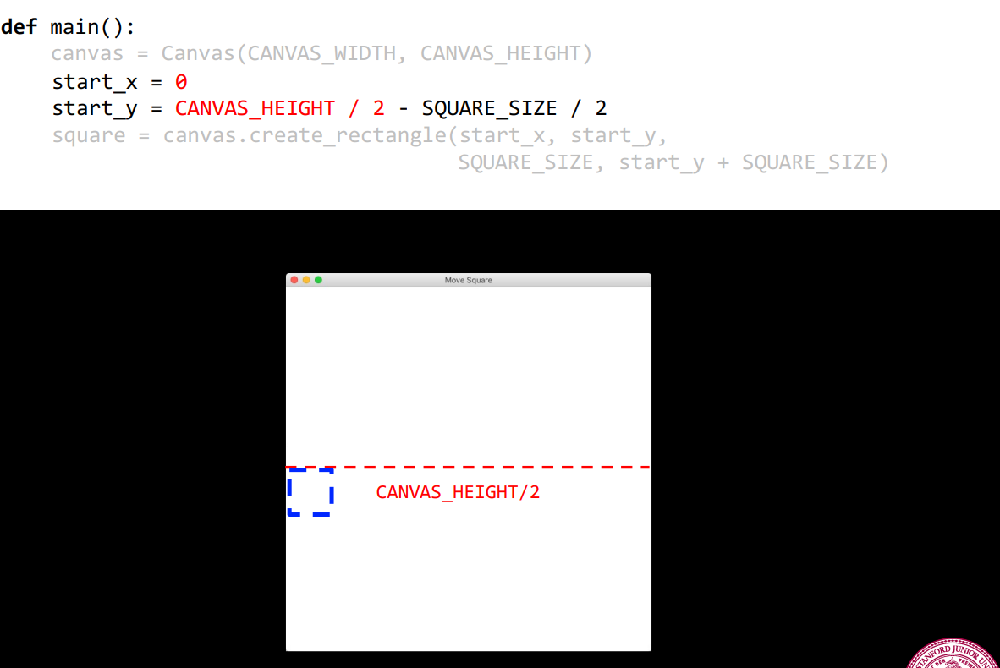 def main():
    canvas = Canvas(CANVAS_WIDTH, CANVAS_HEIGHT)
    start_x = 0
    start_y = CANVAS_HEIGHT / 2 - SQUARE_SIZE / 2
    square = canvas.create_rectangle(start_x, start_y,
                                     SQUARE_SIZE, start_y + SQUARE_SIZE)
Move Square
CANVAS_HEIGHT/2
STANFORD JUNIOR
DER